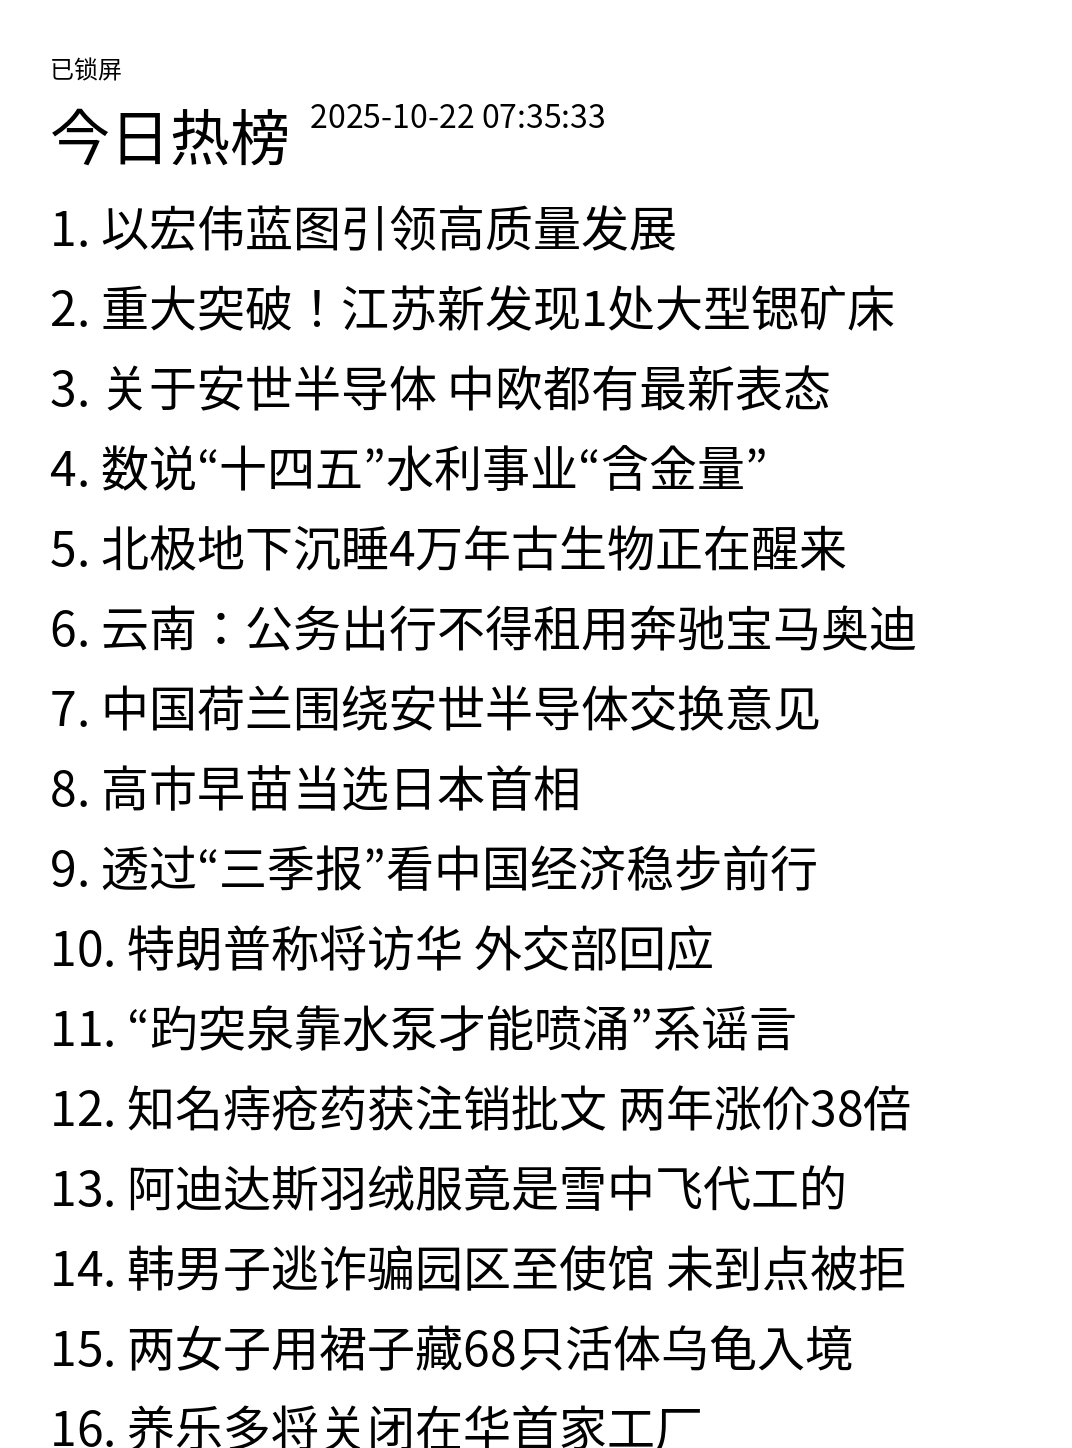 已锁屏
今日热榜 2025-10-22 07:35:33
1. 以宏伟蓝图引领高质量发展
2. 重大突破！江苏新发现1处大型锶矿床
3. 关于安世半导体 中欧都有最新表态
4. 数说“十四五”水利事业“含金量”
5. 北极地下沉睡4万年古生物正在醒来
6. 云南：公务出行不得租用奔驰宝马奥迪
7. 中国荷兰围绕安世半导体交换意见
8. 高市早苗当选日本首相
9. 透过“三季报”看中国经济稳步前行
10. 特朗普称将访华 外交部回应
11. “趵突泉靠水泵才能喷涌”系谣言
12. 知名痔疮药获注销批文 两年涨价38倍
13. 阿迪达斯羽绒服竟是雪中飞代工的
14. 韩男子逃诈骗园区至使馆 未到点被拒
15. 两女子用裙子藏68只活体乌龟入境
16. 养乐多将关闭在华首家工厂